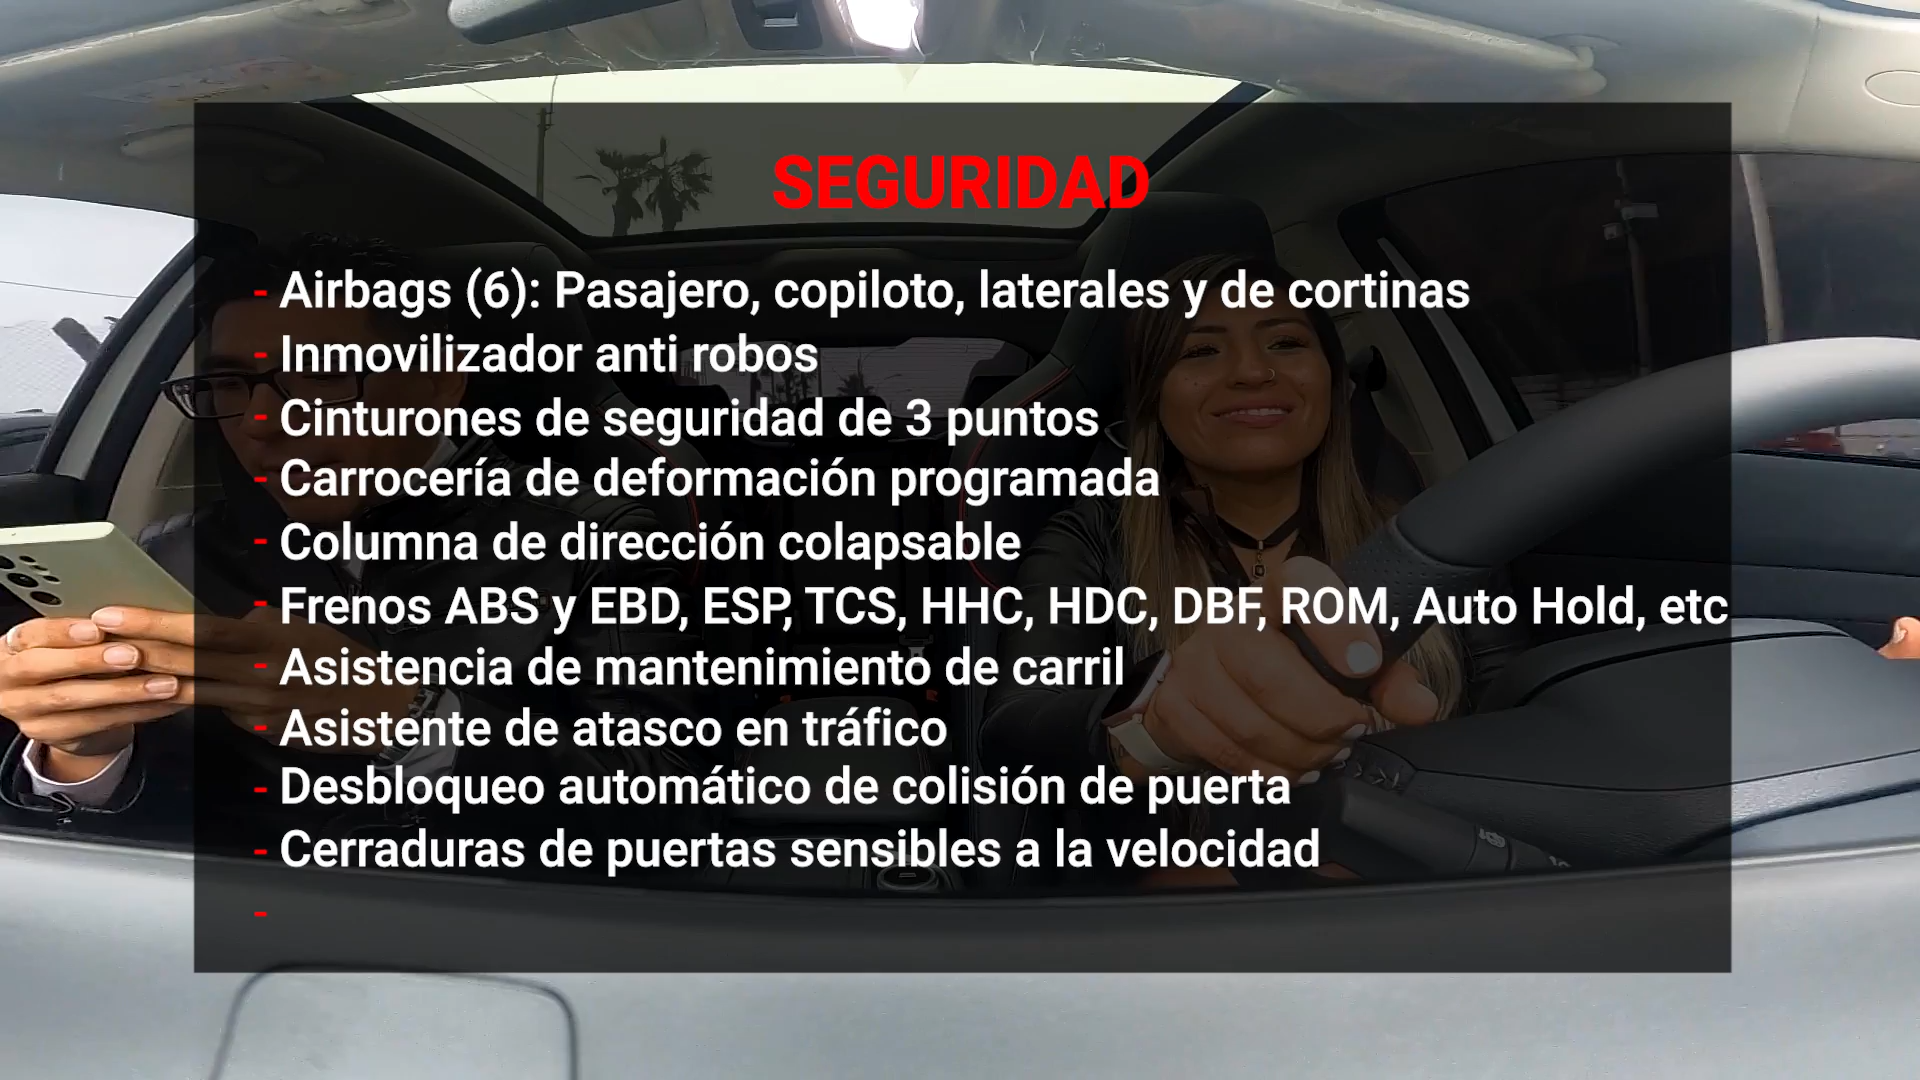 SEGURIDAD
- Airbags (6): Pasajero, copiloto, laterales y de cortinas
- Inmovilizador anti robos
- Cinturones de seguridad de 3 puntos
- Carrocería de deformación programada
- Columna de dirección colapsable
- Frenos ABS y EBD, ESP, TCS, HHC, HDC, DBF, ROM, Auto Hold, etc
- Asistencia de mantenimiento de carril
- Asistente de atasco en tráfico
- Desbloqueo automático de colisión de puerta
- Cerraduras de puertas sensibles a la velocidad
-